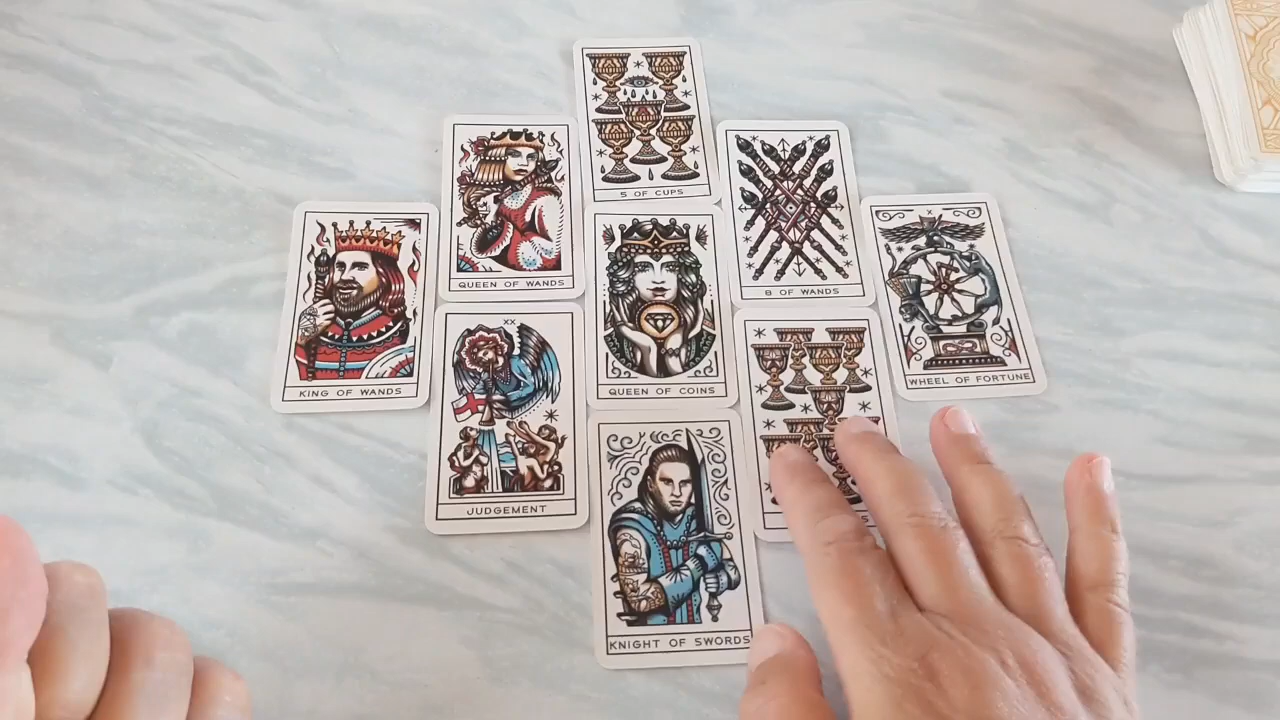 5 OF CUPS
QUEEN OF WANDS
8 OF WANDS
KING OF WANDS
QUEEN OF COINS
X
WHEEL OF FORTUNE
XX
JUDGEMENT
KNIGHT OF SWORDS